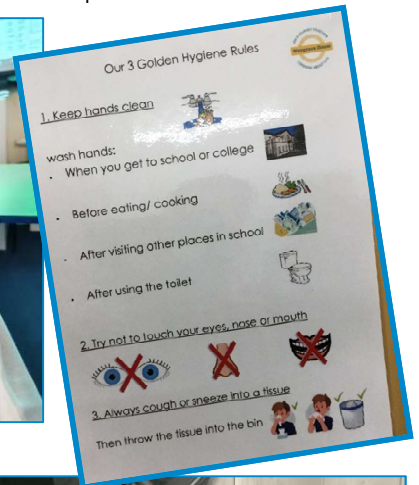 Our 3 Golden Hygiene Rules
1. Keep hands clean
wash hands:
. When you get to school or college
. Before eating/ cooking
. After visiting other places in school
. After using the toilet
2. Try not to touch your eyes, nose or mouth
3. Always cough or sneeze into a tissue
Then throw the tissue into the bin